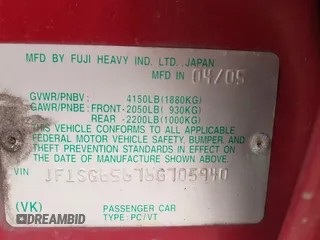 MFD BY FUJI HEAVY IND. LTD., JAPAN
MFD IN 04/05
GVWR/PNBV: 4150LB(1880KG)
GAWR/PNBE: FRONT-2050LB( 930KG)
REAR -2200LB(1000KG)
THIS VEHICLE CONFORMS TO ALL APPLICABLE
FEDERAL MOTOR VEHICLE SAFETY, BUMPER, AND
THEFT PREVENTION STANDARDS IN EFFECT ON THE
DATE OF MANUFACTURE SHOWN ABOVE.
VIN
(VK)
PASSENGER CAR
TYPE: PC/VT
DREAMBID